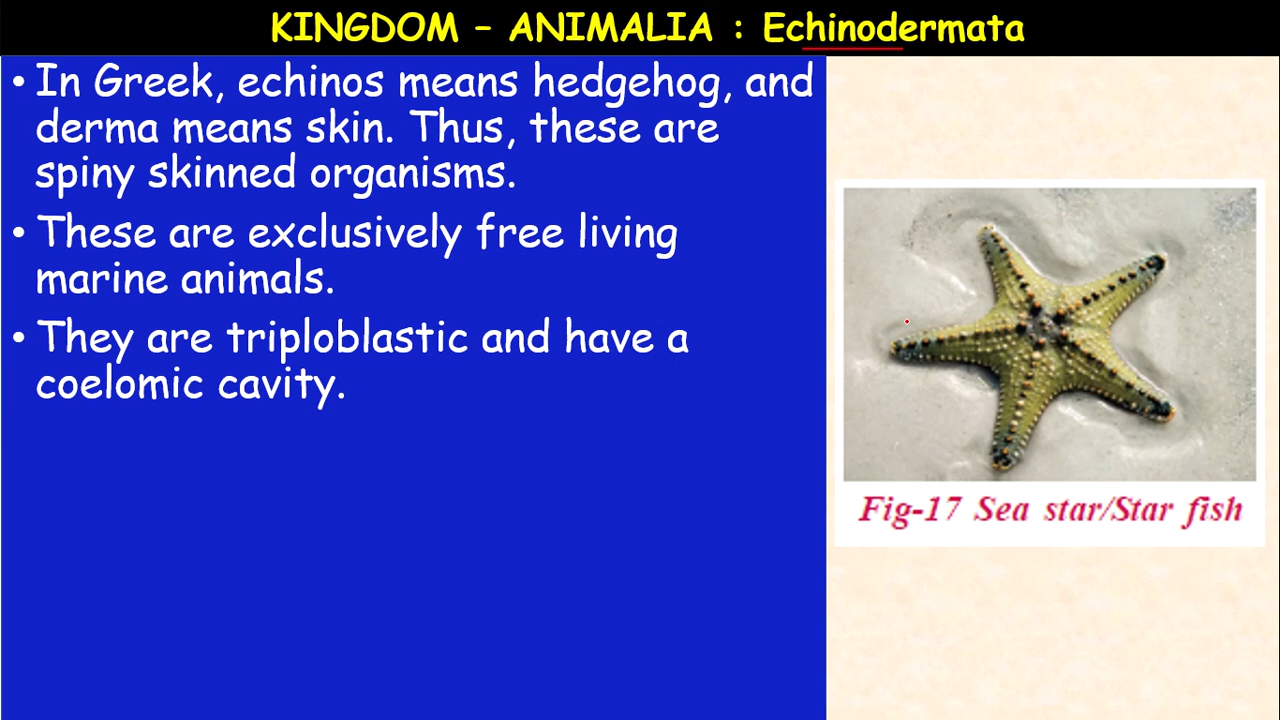 KINGDOM – ANIMALIA : Echinodermata
• In Greek, echinos means hedgehog, and
derma means skin. Thus, these are
spiny skinned organisms.
• These are exclusively free living
marine animals.
• They are triploblastic and have a
coelomic cavity.
Fig-17 Sea star/Star fish